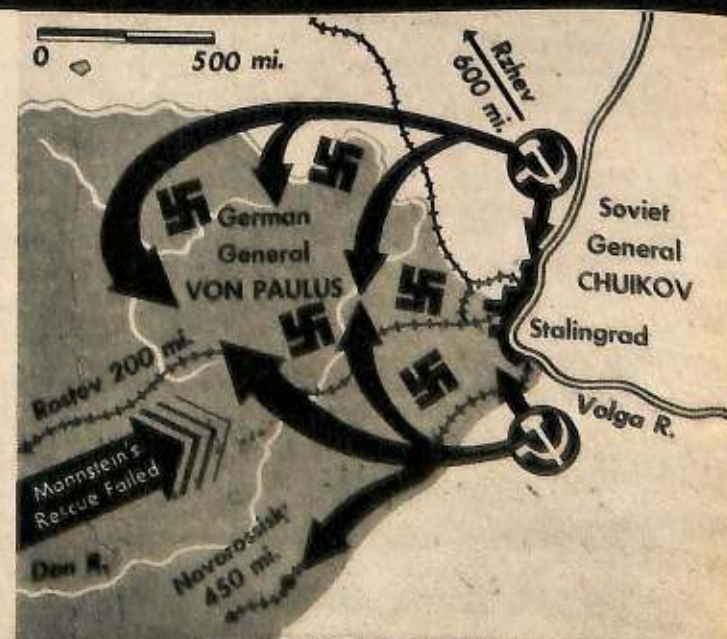 0 500 mi.
Rzhev
600 mi.
Soviet
General
CHUIKOV
German
General
VON PAULUS
Stalingrad
Rostev 200 mi.
Volga R.
Mannstein's
Rescue Failed
Don R.
Novorossisk
450 mi.